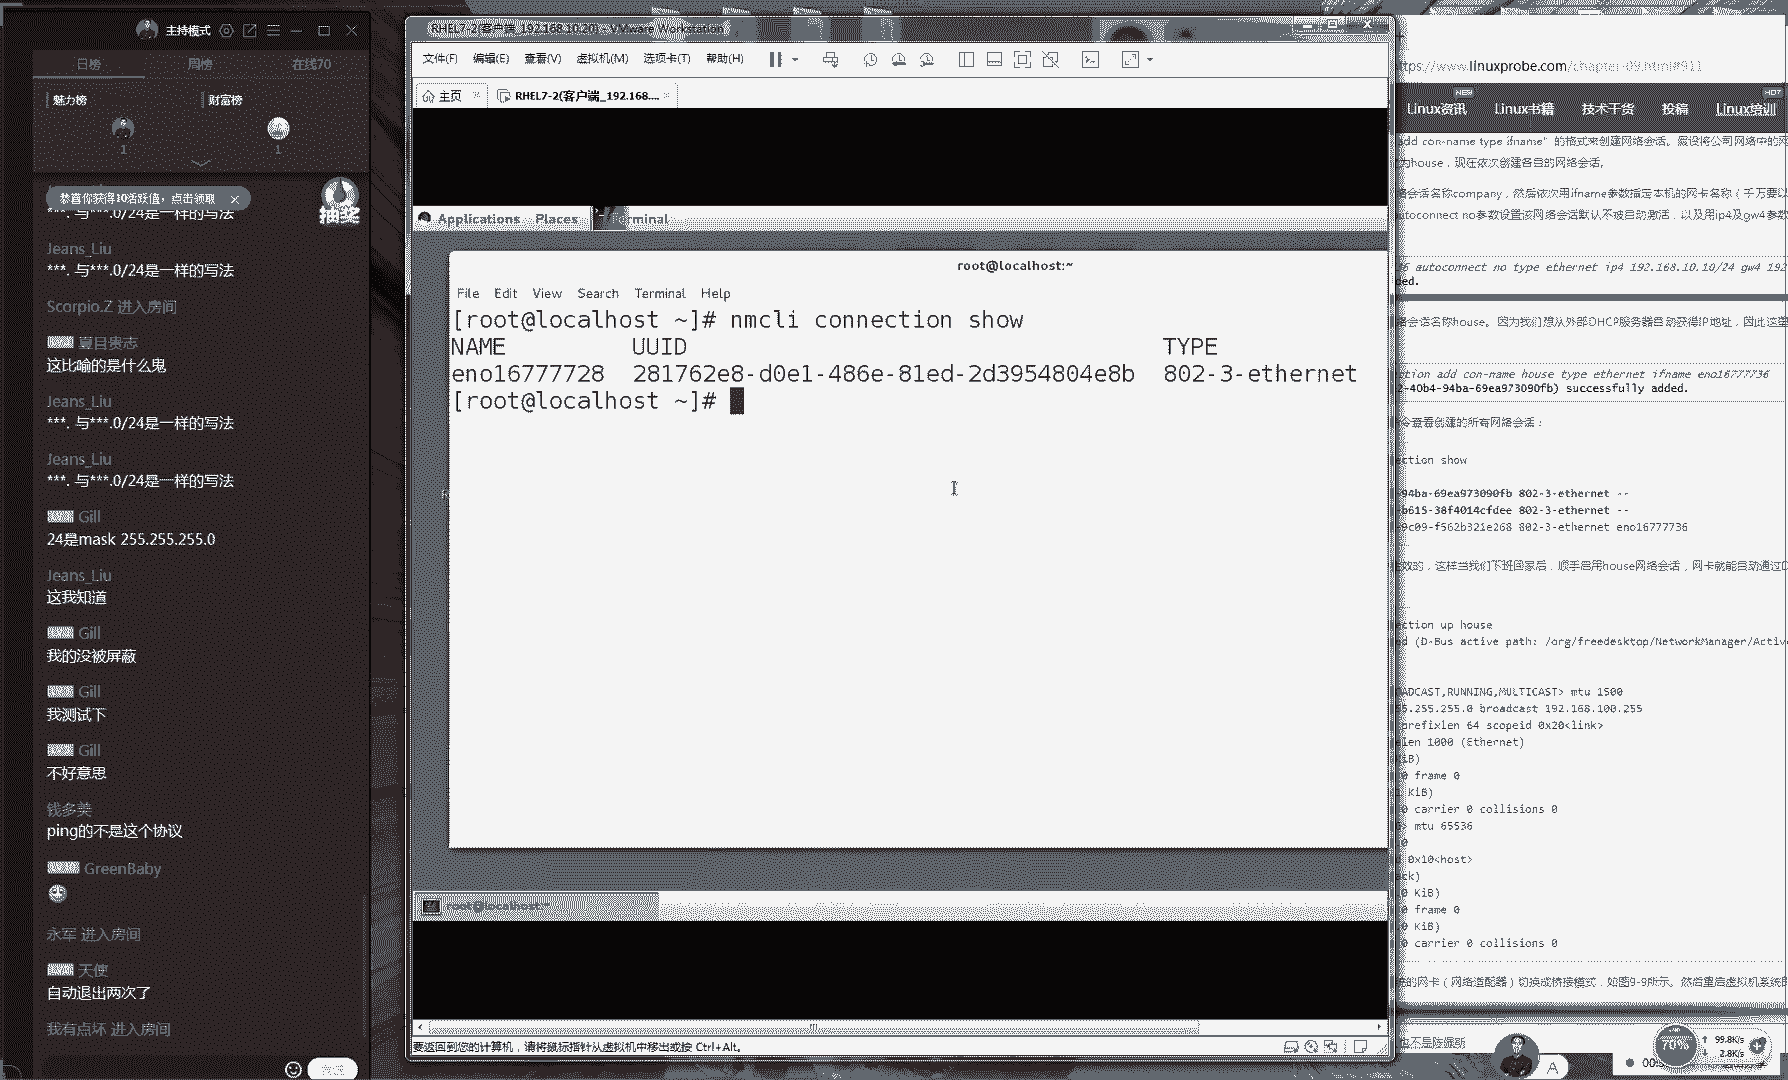 主持模式
日榜
周榜
在线70
魅力榜
财富榜
1
1
恭喜你获得10活跃值，点击领取
抽奖
***. 与***.0/24是一样的写法
Jeans_Liu
***. 与***.0/24是一样的写法
Scorpio.Z 进入房间
夏目贵志
这比喻的是什么鬼
Jeans_Liu
***. 与***.0/24是一样的写法
Jeans_Liu
***. 与***.0/24是一样的写法
Gill
24是mask 255.255.255.0
Jeans_Liu
这我知道
Gill
我的没被屏蔽
Gill
我测试下
Gill
不好意思
钱多美
ping的不是这个协议
GreenBaby
永军 进入房间
天使
自动退出两次了
我有点坏 进入房间
RHEL7-2(客户端_192.168.10.20) - VMware Workstation
文件(F) 编辑(E) 查看(V) 虚拟机(M) 选项卡(T) 帮助(H)
主页
RHEL7-2(客户端_192.168....
Applications Places Terminal
root@localhost:~
File Edit View Search Terminal Help
[root@localhost ~]# nmcli connection show
NAME UUID TYPE
eno16777728 281762e8-d0e1-486e-81ed-2d3954804e8b 802-3-ethernet
[root@localhost ~]#
root@localhost:~
要返回到您的计算机，请将鼠标指针从虚拟机中移出或按 Ctrl+Alt。
ttps://www.linuxprobe.com/chapter-09.html#911
Linux资讯 Linux书籍 技术干货 投稿 Linux培训
add con-name type ifname" 的格式来创建网络会话。假设将公司网络中的网
为house，现在依次创建各自的网络会话。
络会话名称company，然后依次用ifname参数指定本机的网卡名称（千万要以
utoconnect no参数设置该网络会话默认不被自动激活，以及用ip4及gw4参数
36 autoconnect no type ethernet ip4 192.168.10.10/24 gw4 192
ded.
络会话名称house。因为我们想从外部DHCP服务器自动获得IP地址，因此这里
ction add con-name house type ethernet ifname eno16777736
2-40b4-94ba-69ea973090fb) successfully added.
令查看创建的所有网络会话：
ction show
-94ba-69ea973090fb 802-3-ethernet --
-b615-38f4014cfdee 802-3-ethernet --
-9c09-f562b321e268 802-3-ethernet eno16777736
效的，这样当我们下班回家后，顺手启用house网络会话，网卡就能自动通过D
ction up house
ed (D-Bus active path: /org/freedesktop/NetworkManager/Activ
OADCAST,RUNNING,MULTICAST> mtu 1500
55.255.255.0 broadcast 192.168.100.255
prefixlen 64 scopeid 0x20<link>
len 1000 (Ethernet)
KiB)
0 frame 0
KiB)
0 carrier 0 collisions 0
> mtu 65536
0
d 0x10<host>
ck)
0 KiB)
0 frame 0
0 KiB)
0 carrier 0 collisions 0
统的网卡（网络适配器）切换成桥接模式，如图9-9所示。然后重启虚拟机系统即
70%
99.8K/s
2.8K/s
A